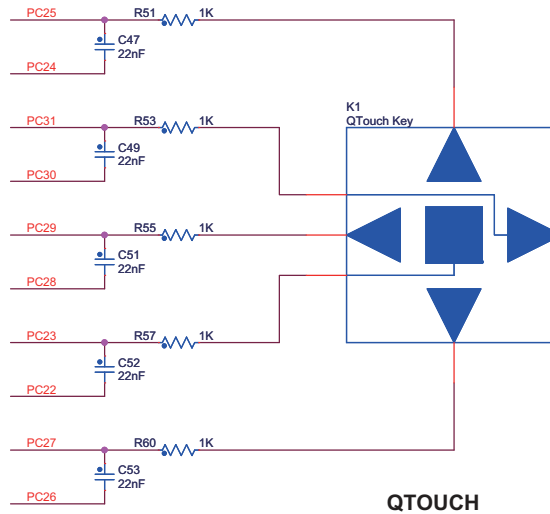 PC25 R51 1K
C47
22nF
PC24
K1
QTouch Key
PC31 R53 1K
C49
22nF
PC30
PC29 R55 1K
C51
22nF
PC28
PC23 R57 1K
C52
22nF
PC22
PC27 R60 1K
C53
22nF
PC26
QTOUCH